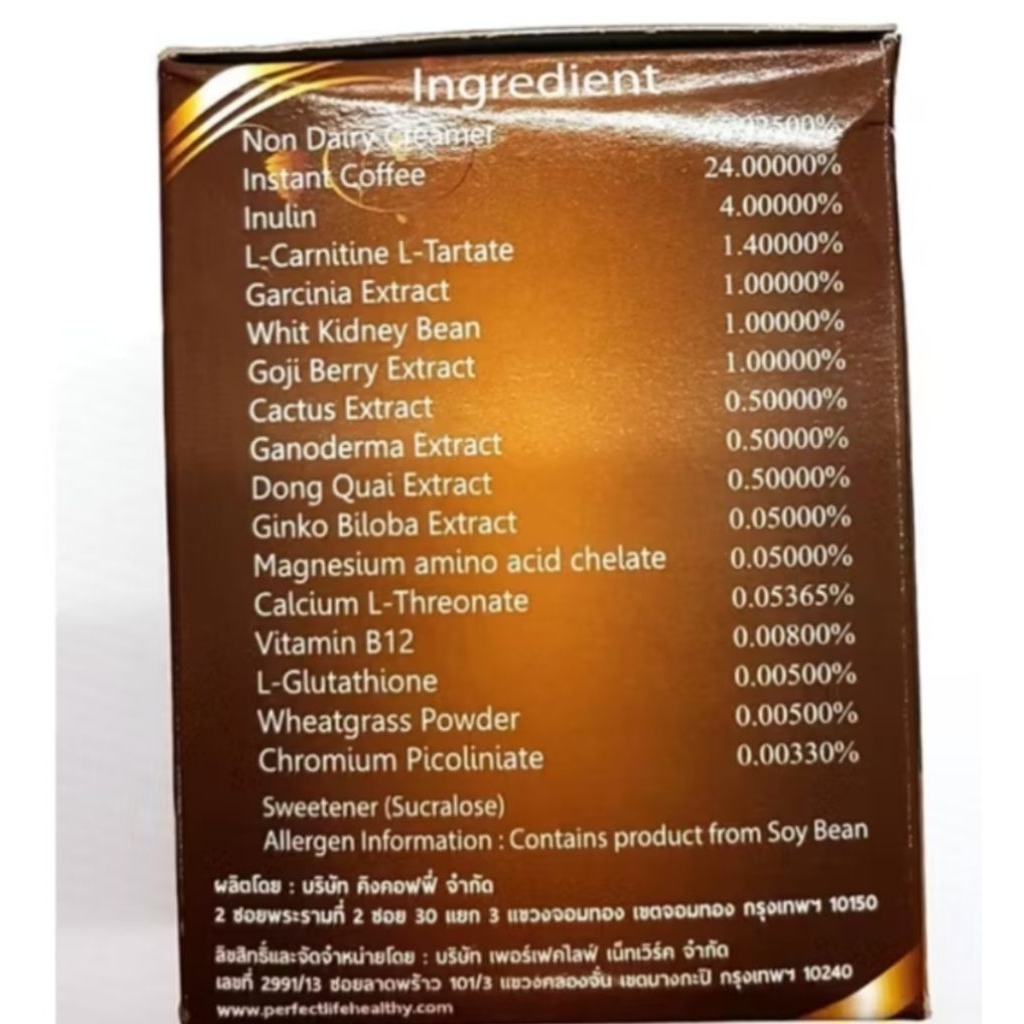 Ingredient
Non Dairy Creamer
Instant Coffee 24.00000%
Inulin 4.00000%
L-Carnitine L-Tartate 1.40000%
Garcinia Extract 1.00000%
Whit Kidney Bean 1.00000%
Goji Berry Extract 1.00000%
Cactus Extract 0.50000%
Ganoderma Extract 0.50000%
Dong Quai Extract 0.50000%
Ginko Biloba Extract 0.05000%
Magnesium amino acid chelate 0.05000%
Calcium L-Threonate 0.05365%
Vitamin B12 0.00800%
L-Glutathione 0.00500%
Wheatgrass Powder 0.00500%
Chromium Picoliniate 0.00330%
Sweetener (Sucralose)
Allergen Information : Contains product from Soy Bean
ผลิตโดย : บริษัท คิงคอฟฟี่ จำกัด
2 ซอยพระรามที่ 2 ซอย 30 แยก 3 แขวงจอมทอง เขตจอมทอง กรุงเทพฯ 10150
ลิขสิทธิ์และจัดจำหน่ายโดย : บริษัท เพอร์เฟคไลฟ์ เน็ทเวิร์ค จำกัด
เลขที่ 2991/13 ซอยลาดพร้าว 101/3 แขวงคลองจั่น เขตบางกะปิ กรุงเทพฯ 10240
www.perfectlifehealthy.com